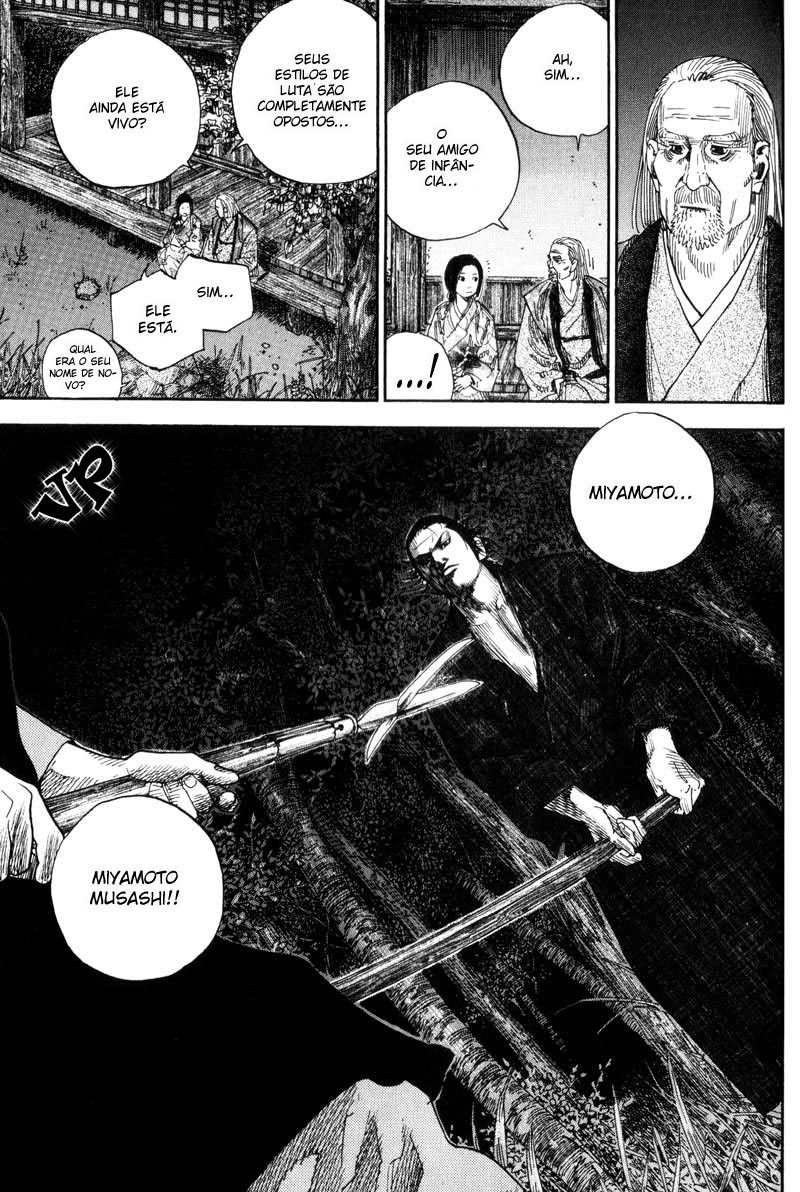 AH,
SIM...
O
SEU AMIGO
DE INFÂN-
CIA...
...!
SEUS
ESTILOS DE
LUTA SÃO
COMPLETAMENTE
OPOSTOS...
ELE
AINDA ESTÁ
VIVO?
SIM...
ELE
ESTÁ.
QUAL
ERA O SEU
NOME DE NO-
VO?
MIYAMOTO...
VP
MIYAMOTO
MUSASHI!!